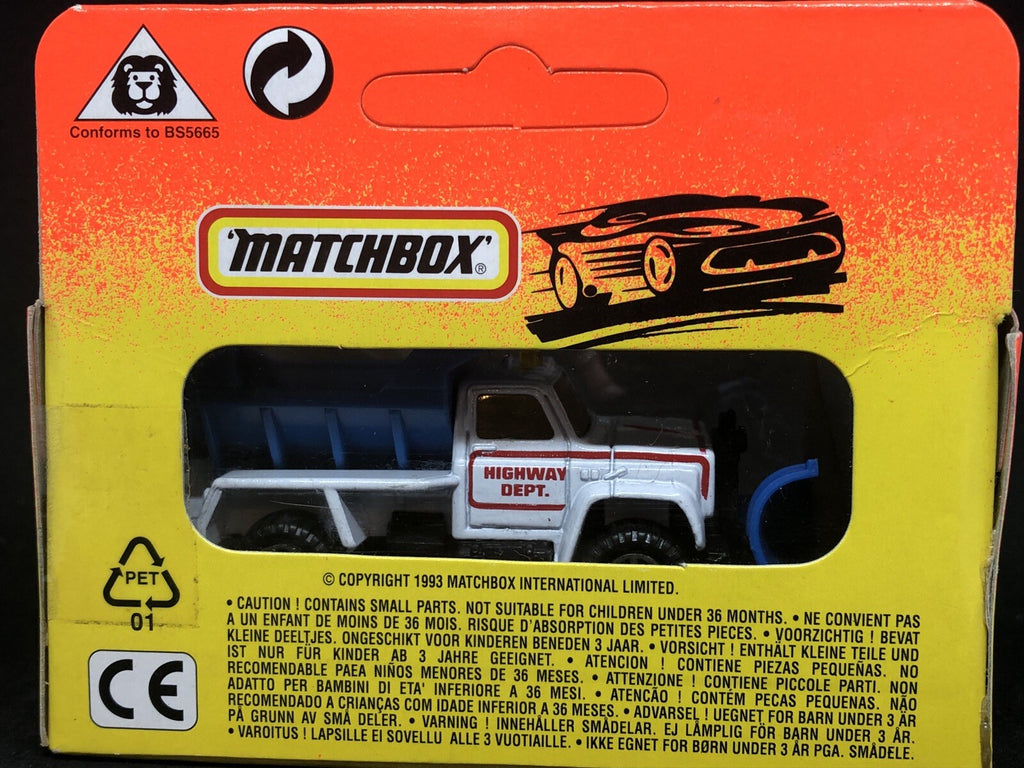 Conforms to BS5665
'MATCHBOX'®
HIGHWAY
DEPT.
PET
01
CE
© COPYRIGHT 1993 MATCHBOX INTERNATIONAL LIMITED.
• CAUTION ! CONTAINS SMALL PARTS. NOT SUITABLE FOR CHILDREN UNDER 36 MONTHS. • NE CONVIENT PAS
A UN ENFANT DE MOINS DE 36 MOIS. RISQUE D'ABSORPTION DES PETITES PIECES. • VOORZICHTIG ! BEVAT
KLEINE DEELTJES. ONGESCHIKT VOOR KINDEREN BENEDEN 3 JAAR. • VORSICHT ! ENTHÄLT KLEINE TEILE UND
IST NUR FÜR KINDER AB 3 JAHRE GEEIGNET. • ATENCION ! CONTIENE PIEZAS PEQUEÑAS. NO
RECOMENDABLE PAEA NIÑOS MENORES DE 36 MESES. • ATTENZIONE ! CONTIENE PICCOLE PARTI. NON
ADATTO PER BAMBINI DI ETA' INFERIORE A 36 MESI. • ATENCÃO ! CONTÉM PECAS PEQUENAS. NÃO
RECOMENDADO A CRIANÇAS COM IDADE INFERIOR A 36 MESES. • ADVARSEL ! UEGNET FOR BARN UNDER 3 ÅR
PÅ GRUNN AV SMÅ DELER. • VARNING ! INNEHÅLLER SMÅDELAR. EJ LÄMPLIG FÖR BARN UNDER 3 ÅR.
• VAROITUS ! LAPSILLE EI SOVELLU ALLE 3 VUOTIAILLE. • IKKE EGNET FOR BØRN UNDER 3 ÅR PGA. SMÅDELE.